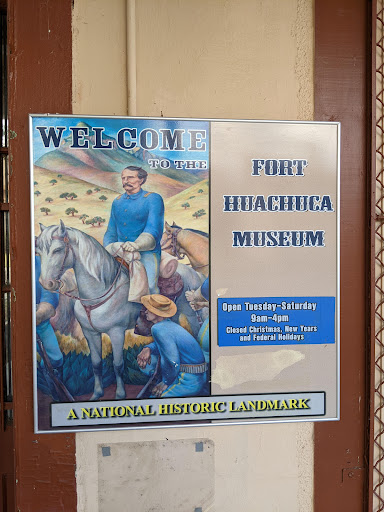 WELCOME
TO THE
FORT
HUACHUCA
MUSEUM
Open Tuesday-Saturday
9am-4pm
Closed Christmas, New Years
and Federal Holidays
A NATIONAL HISTORIC LANDMARK